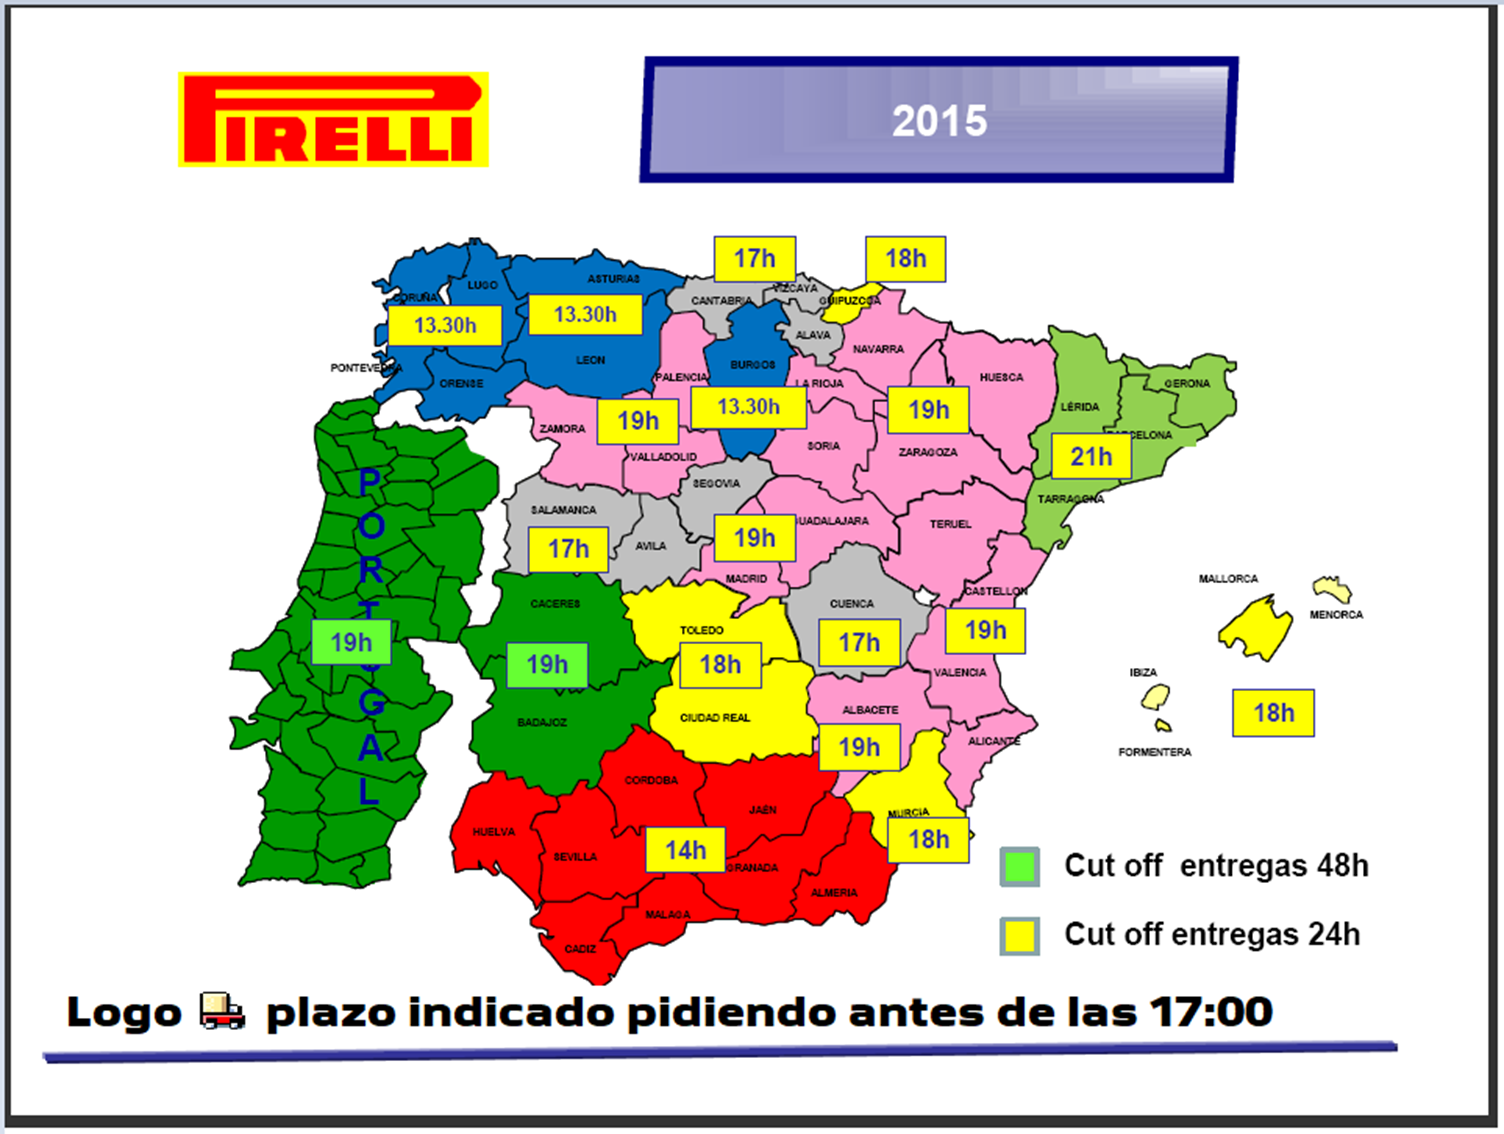 PIRELLI
2015
17h
18h
ASTURIAS
LUGO
CORUÑA
CANTABRIA
VIZCAYA
GUIPUZCOA
13.30h
13.30h
ALAVA
NAVARRA
PONTEVEDRA
ORENSE
LEON
PALENCIA
BURGOS
LA RIOJA
HUESCA
GERONA
LÉRIDA
13.30h
19h
19h
ZAMORA
VALLADOLID
SORIA
ZARAGOZA
BARCELONA
21h
PORTUGAL
SEGOVIA
TARRAGONA
SALAMANCA
GUADALAJARA
TERUEL
17h
AVILA
19h
MADRID
MALLORCA
CACERES
CUENCA
CASTELLON
MENORCA
19h
TOLEDO
17h
19h
19h
18h
VALENCIA
IBIZA
BADAJOZ
CIUDAD REAL
ALBACETE
18h
19h
ALICANTE
FORMENTERA
CORDOBA
JAÉN
MURCIA
HUELVA
SEVILLA
14h
GRANADA
18h
ALMERIA
MALAGA
CADIZ
Cut off entregas 48h
Cut off entregas 24h
Logo plazo indicado pidiendo antes de las 17:00